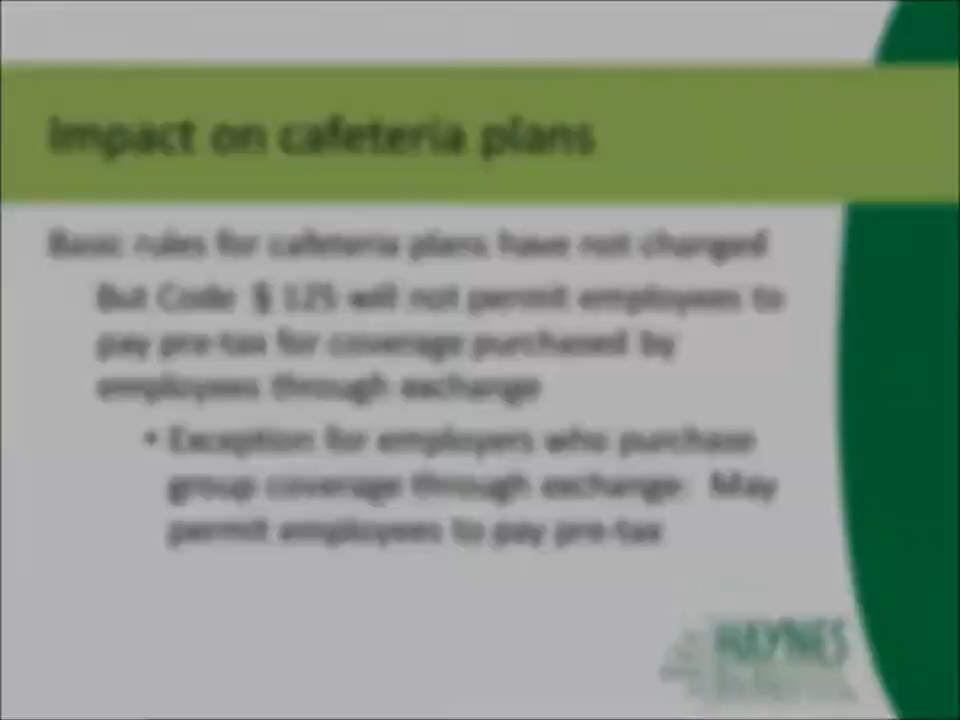 Impact on cafeteria plans
Basic rules for cafeteria plans have not changed
But Code § 125 will not permit employees to
pay pre-tax for coverage purchased by
employees through exchange
• Exception for employers who purchase
group coverage through exchange: May
permit employees to pay pre-tax
HAYNES